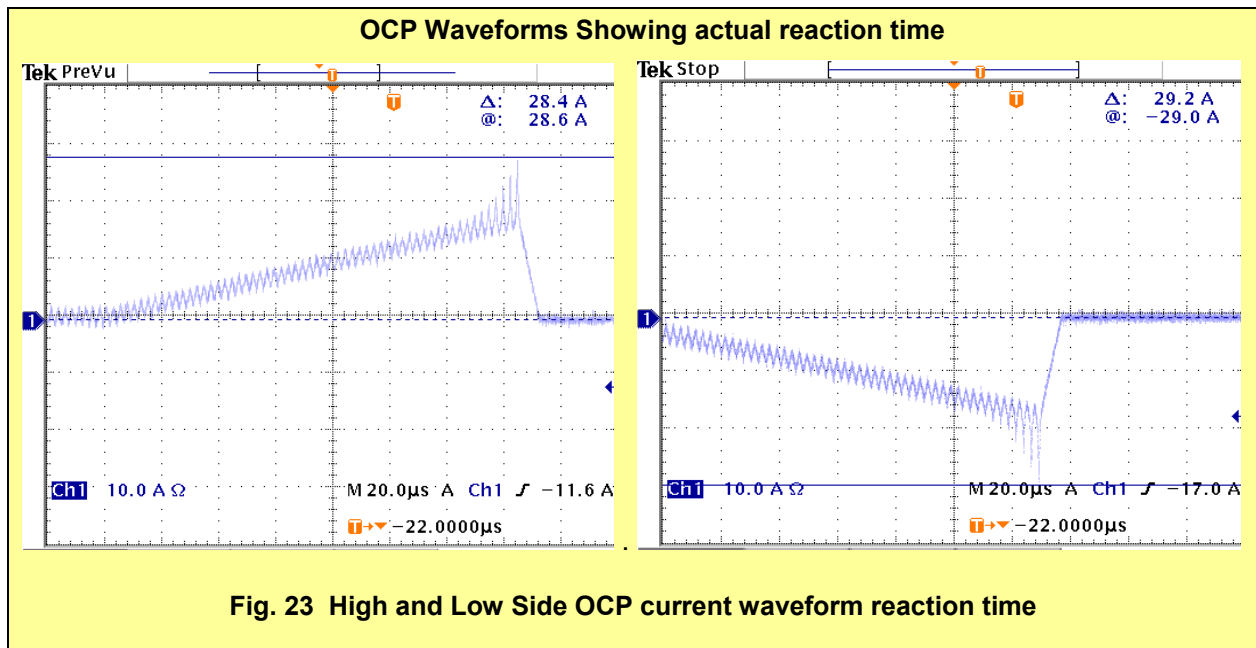 OCP Waveforms Showing actual reaction time
Tek PreVu
T
T
Δ: 28.4 A
@: 28.6 A
1
Ch1 10.0 A Ω
M 20.0µs A Ch1 ʃ −11.6 A
T→▼ −22.0000µs
Tek Stop
T
T
Δ: 29.2 A
@: −29.0 A
1
Ch1 10.0 A Ω
M 20.0µs A Ch1 ʃ −17.0 A
T→▼ −22.0000µs
.
Fig. 23 High and Low Side OCP current waveform reaction time